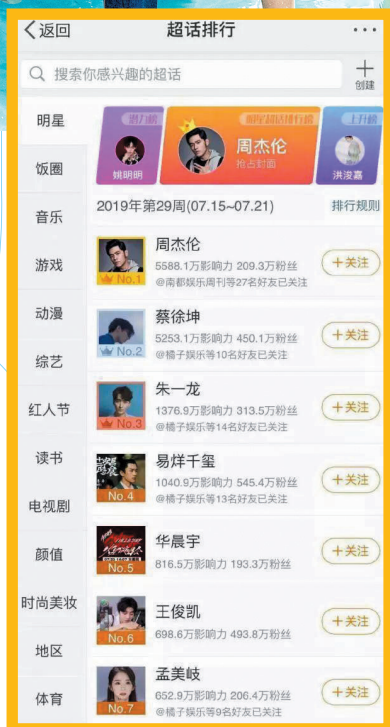 返回
超话排行
搜索你感兴趣的超话
创建
明星
饭圈
音乐
游戏
动漫
综艺
红人节
读书
电视剧
颜值
时尚美妆
地区
体育
潜力榜
姚明明
明星超话排行榜
周杰伦
抢占封面
上升榜
洪浚嘉
2019年第29周(07.15~07.21)
排行规则
No.1
周杰伦
5588.1万影响力 209.3万粉丝
@南都娱乐周刊等27名好友已关注
+关注
No.2
蔡徐坤
5253.1万影响力 450.1万粉丝
@橘子娱乐等10名好友已关注
+关注
No.3
朱一龙
1376.9万影响力 313.5万粉丝
@橘子娱乐等14名好友已关注
+关注
No.4
易烊千玺
1040.9万影响力 545.4万粉丝
@橘子娱乐等13名好友已关注
+关注
No.5
华晨宇
816.5万影响力 193.3万粉丝
+关注
No.6
王俊凯
698.6万影响力 493.8万粉丝
+关注
No.7
孟美岐
652.9万影响力 206.4万粉丝
@橘子娱乐等9名好友已关注
+关注